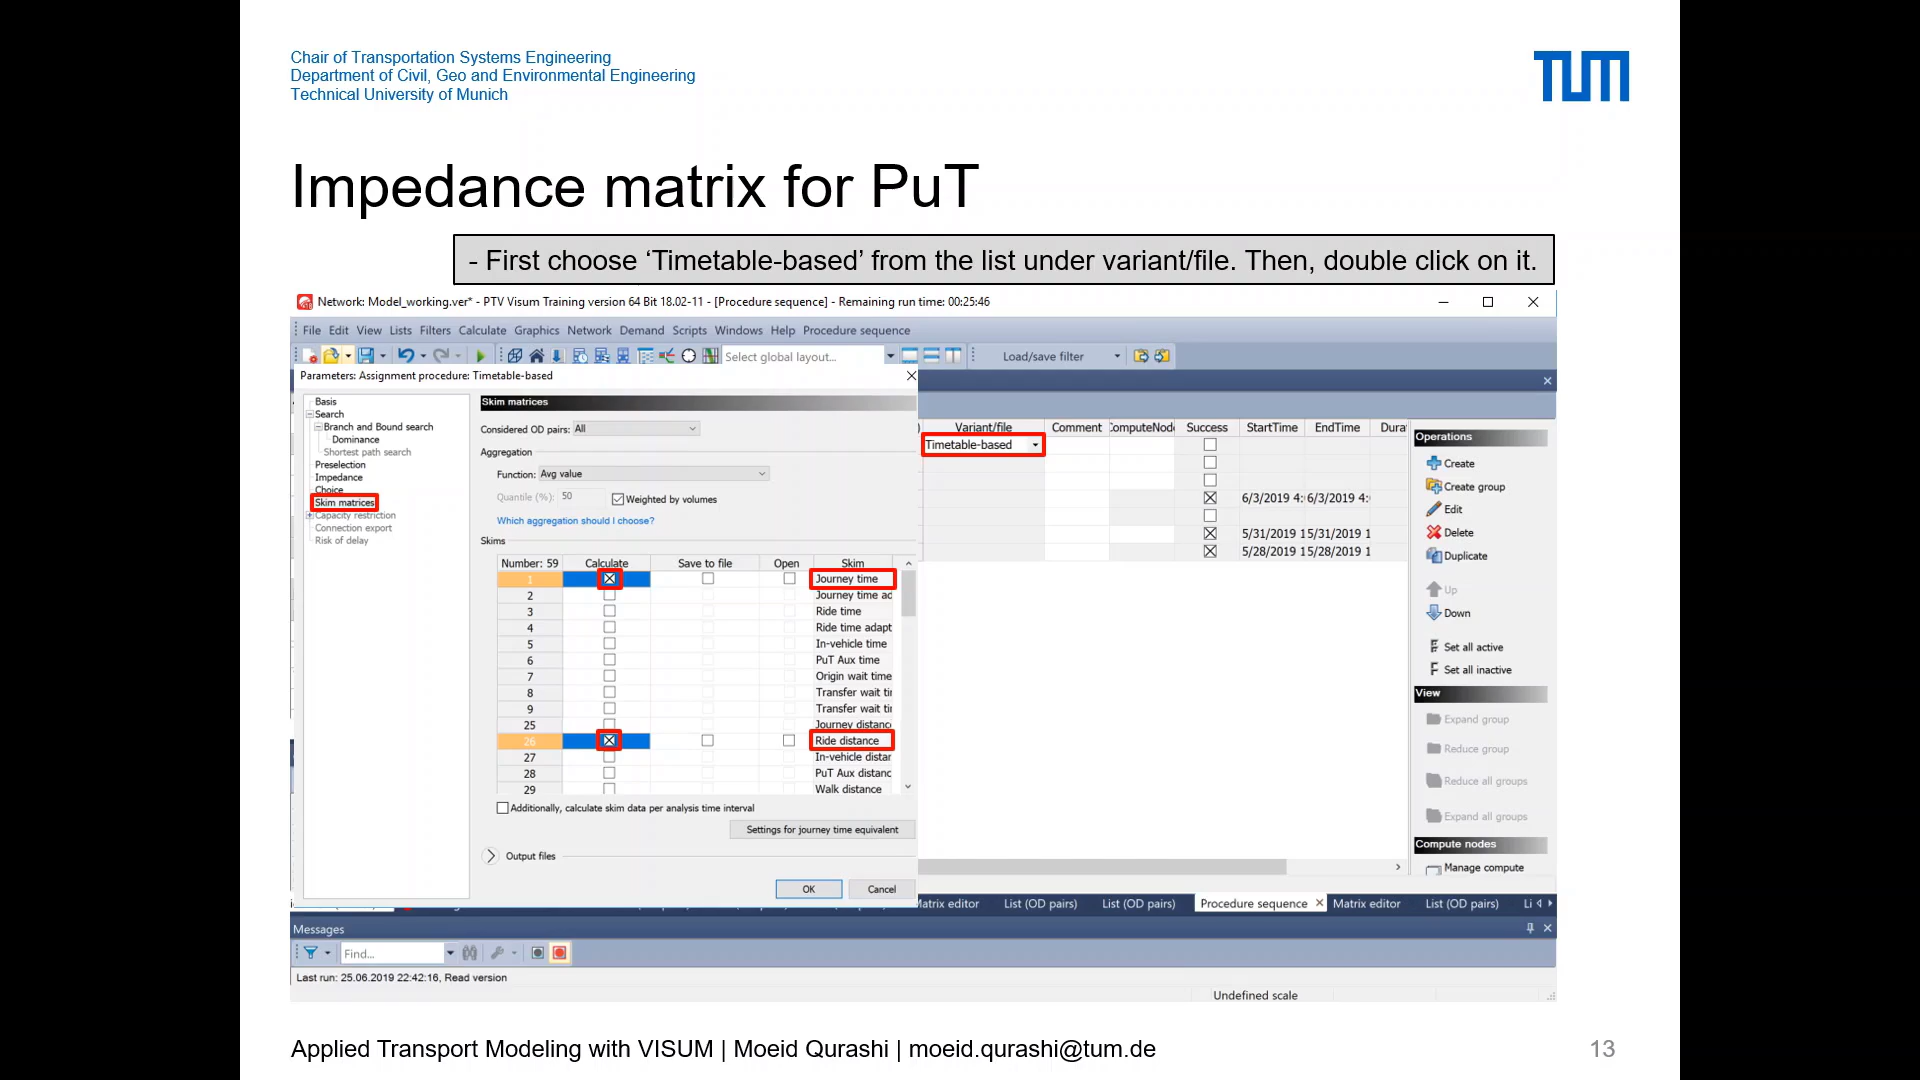 Chair of Transportation Systems Engineering
Department of Civil, Geo and Environmental Engineering
Technical University of Munich
TUM
Impedance matrix for PuT
- First choose ‘Timetable-based’ from the list under variant/file. Then, double click on it.
Network: Model_working.ver* - PTV Visum Training version 64 Bit 18.02-11 - [Procedure sequence] - Remaining run time: 00:25:46
File Edit View Lists Filters Calculate Graphics Network Demand Scripts Windows Help Procedure sequence
Select global layout... Load/save filter
Parameters: Assignment procedure: Timetable-based
Basis
Search
Branch and Bound search
Dominance
Shortest path search
Preselection
Impedance
Choice
Skim matrices
Capacity restriction
Connection export
Risk of delay
Skim matrices
Considered OD pairs: All
Aggregation
Function: Avg value
Quantile (%): 50 Weighted by volumes
Which aggregation should I choose?
Skims
Number: 59 Calculate Save to file Open Skim
1 Journey time
2 Journey time ad
3 Ride time
4 Ride time adapt
5 In-vehicle time
6 PuT Aux time
7 Origin wait time
8 Transfer wait ti
9 Transfer wait ti
25 Journey distanc
26 Ride distance
27 In-vehicle distar
28 PuT Aux distanc
29 Walk distance
Additionally, calculate skim data per analysis time interval
Settings for journey time equivalent
Output files
OK Cancel
) Variant/file Comment ComputeNode Success StartTime EndTime Dura
Timetable-based
6/3/2019 4: 6/3/2019 4:
5/31/2019 1 5/31/2019 1
5/28/2019 1 5/28/2019 1
Operations
Create
Create group
Edit
Delete
Duplicate
Up
Down
Set all active
Set all inactive
View
Expand group
Reduce group
Reduce all groups
Expand all groups
Compute nodes
Manage compute
Matrix editor List (OD pairs) List (OD pairs) Procedure sequence Matrix editor List (OD pairs) Li
Messages
Find...
Last run: 25.06.2019 22:42:16, Read version
Undefined scale
Applied Transport Modeling with VISUM | Moeid Qurashi | moeid.qurashi@tum.de
13